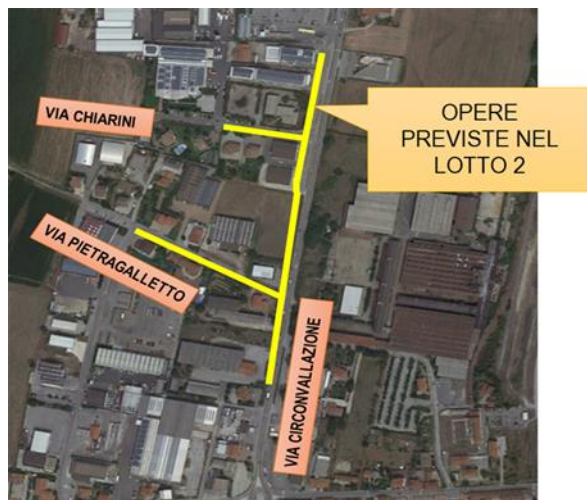 VIA CHIARINI
OPERE
PREVISTE NEL
LOTTO 2
VIA PIETRAGALLETTO
VIA CIRCONVALLAZIONE